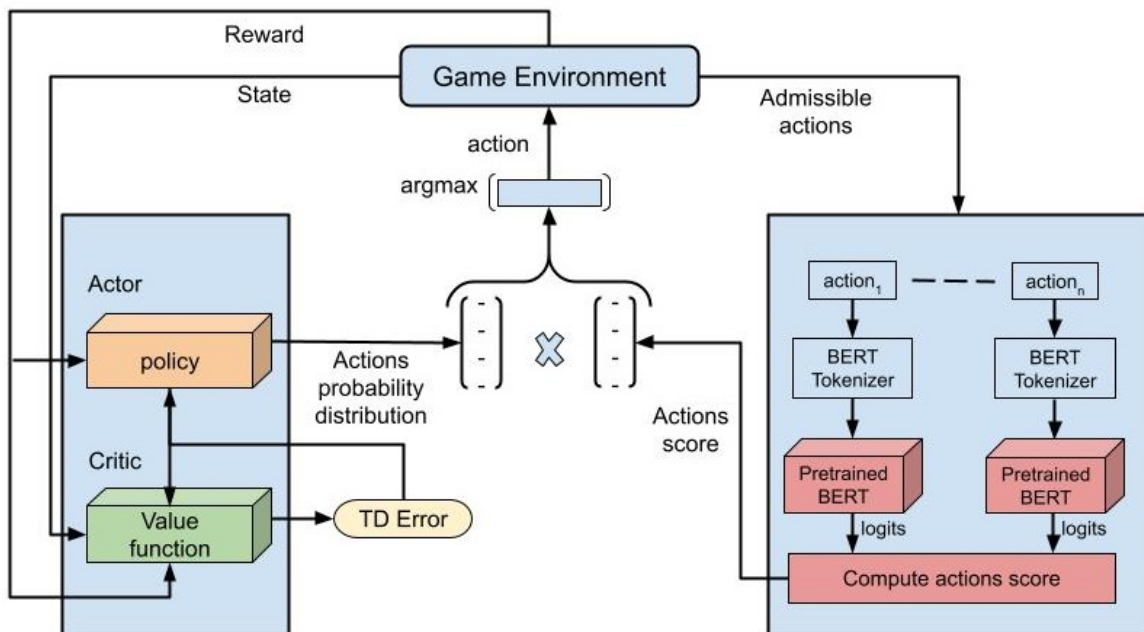 Reward
Game Environment
State
Admissible
actions
action
argmax
Actor
policy
Actions
probability
distribution
Critic
Value
function
TD Error
Actions
score
action1
actionn
BERT
Tokenizer
BERT
Tokenizer
Pretrained
BERT
Pretrained
BERT
logits
logits
Compute actions score